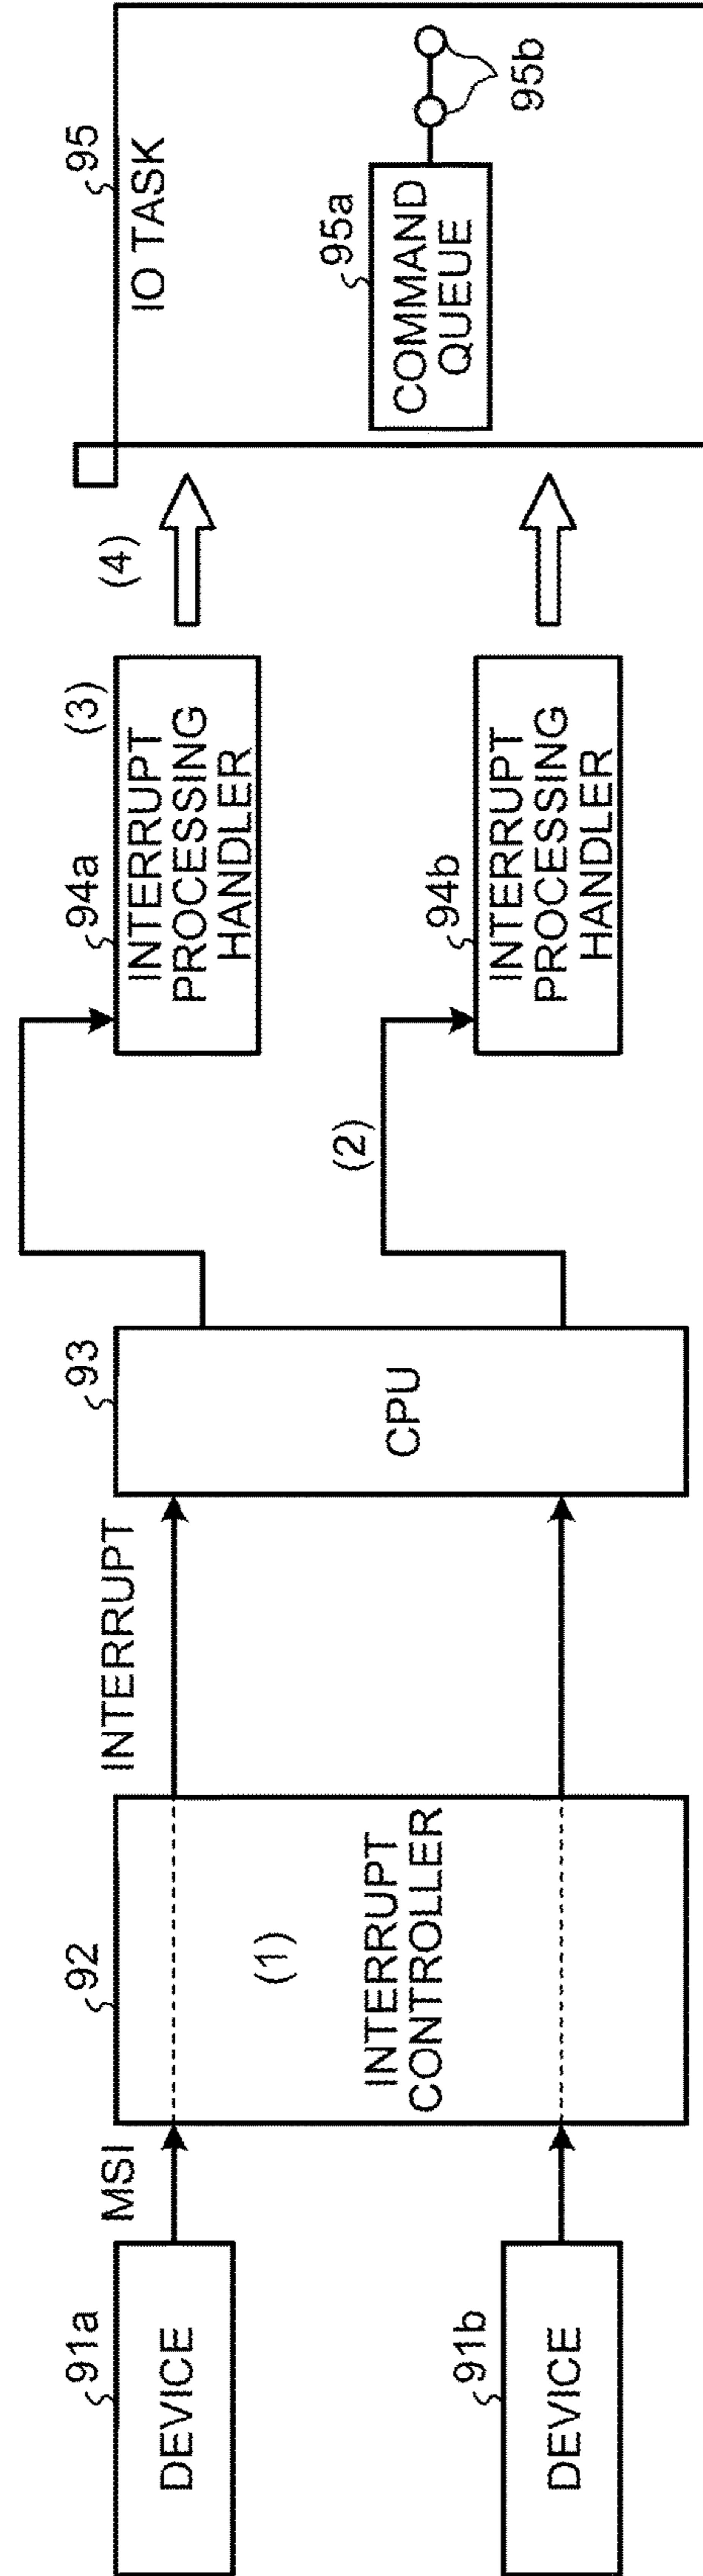 91a
DEVICE
91b
DEVICE
MSI
92
(1)
INTERRUPT
CONTROLLER
INTERRUPT
93
CPU
(2)
94a
(3)
INTERRUPT
PROCESSING
HANDLER
94b
INTERRUPT
PROCESSING
HANDLER
(4)
95
IO TASK
95a
COMMAND
QUEUE
95b